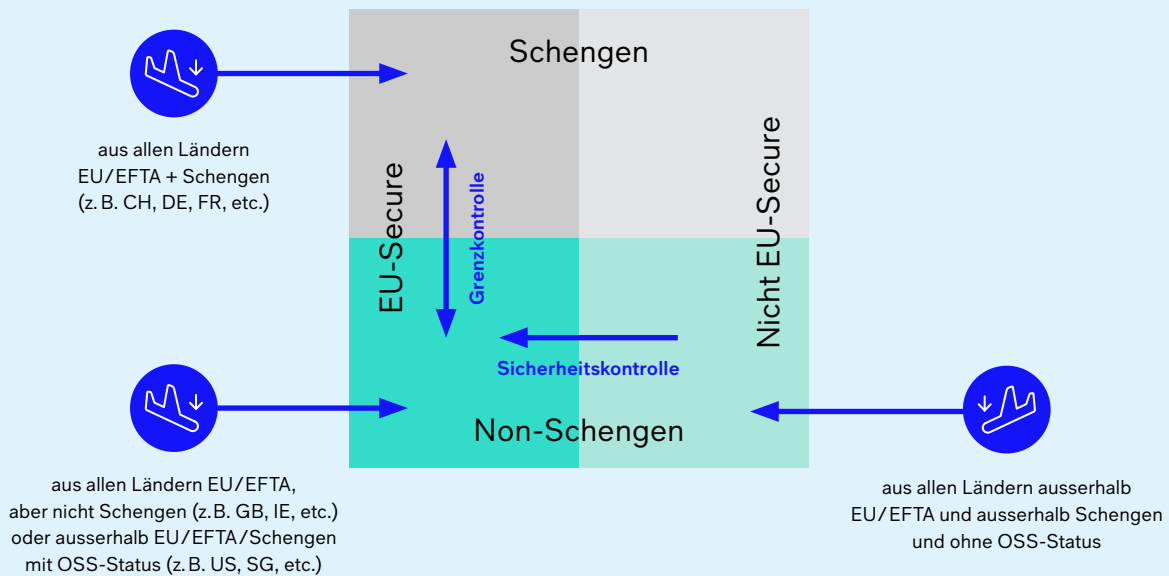 Schengen
aus allen Ländern
EU/EFTA + Schengen
(z. B. CH, DE, FR, etc.)
EU-Secure
Grenzkontrolle
Nicht EU-Secure
Sicherheitskontrolle
Non-Schengen
aus allen Ländern EU/EFTA,
aber nicht Schengen (z. B. GB, IE, etc.)
oder ausserhalb EU/EFTA/Schengen
mit OSS-Status (z. B. US, SG, etc.)
aus allen Ländern ausserhalb
EU/EFTA und ausserhalb Schengen
und ohne OSS-Status